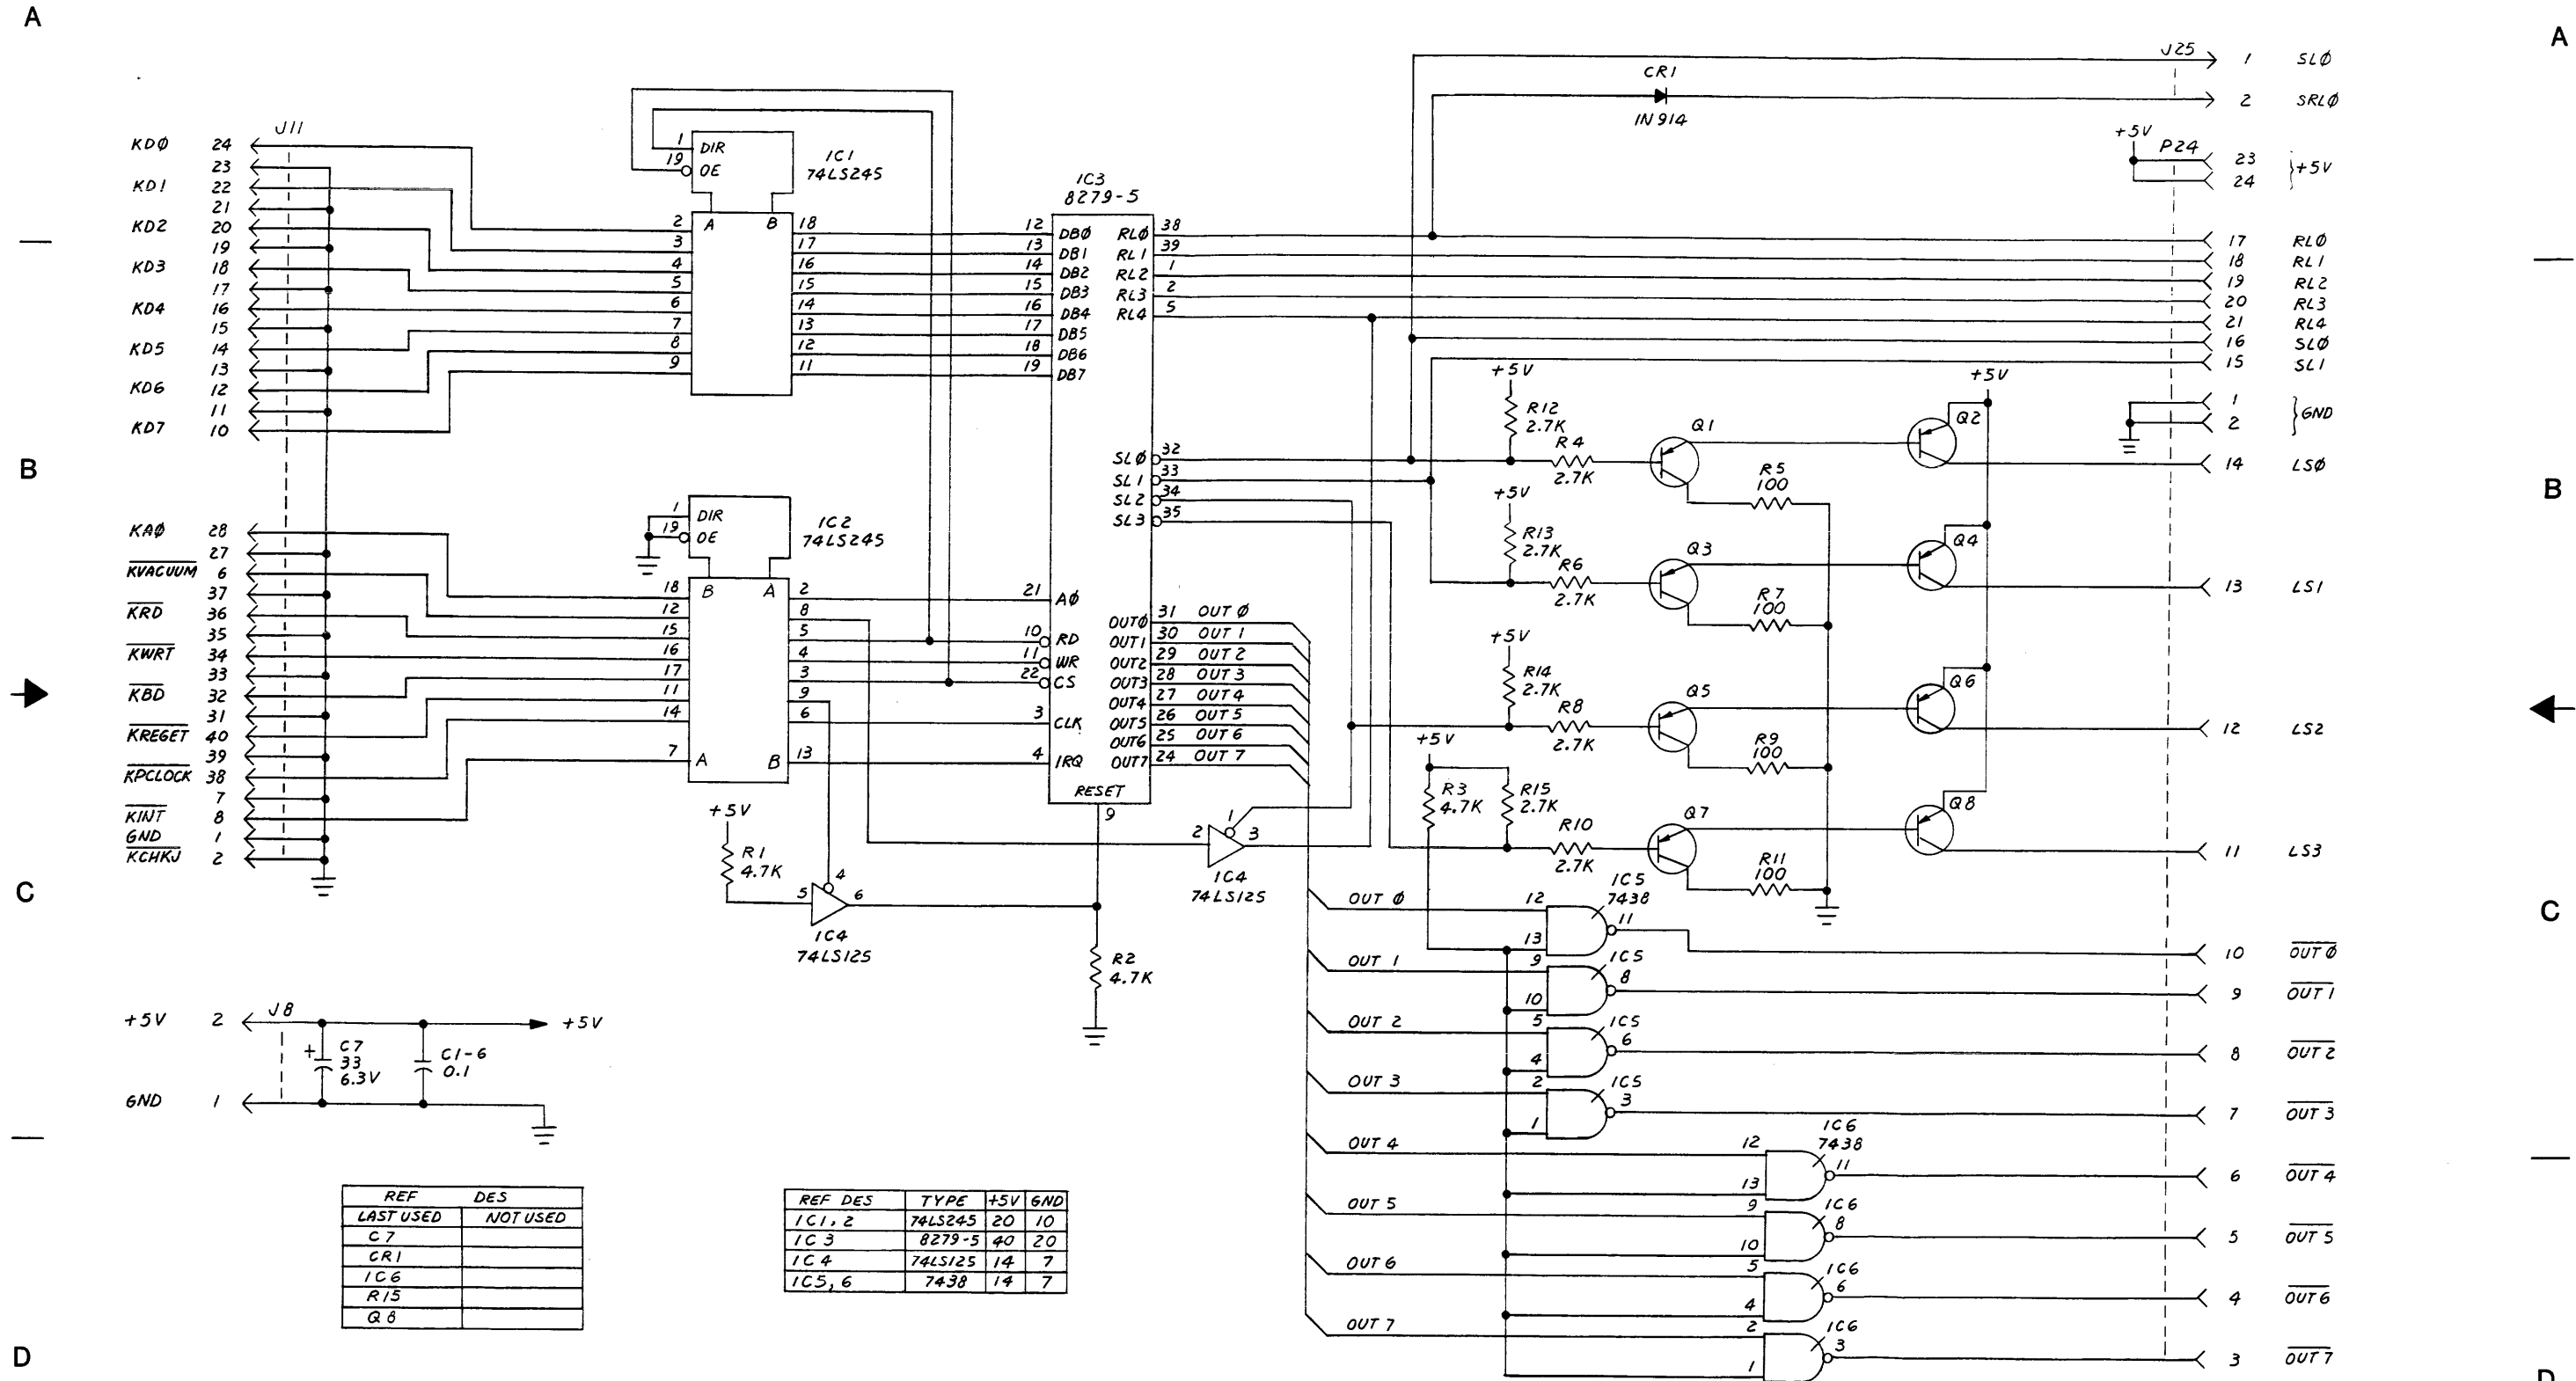 A
A
J25
1 SLØ
CR1
2 SRLØ
1N914
+5V
P24
23
24
+5V
J11
KDØ 24
23
KD1 22
21
KD2 20
19
KD3 18
17
KD4 16
15
KD5 14
13
KD6 12
11
KD7 10
1 DIR
19 OE
IC1
74LS245
A B
2 18
3 17
4 16
5 15
6 14
7 13
8 12
9 11
IC3
8279-5
12 DBØ RLØ 38
13 DB1 RL1 39
14 DB2 RL2 1
15 DB3 RL3 2
16 DB4 RL4 5
17 DB5
18 DB6
19 DB7
17 RLØ
18 RL1
19 RL2
20 RL3
21 RL4
16 SLØ
15 SL1
+5V
+5V
1
2
GND
R12
2.7K
R4
2.7K
Q1
Q2
R5
100
14 LSØ
B
B
SLØ 32
SL1 33
SL2 34
SL3 35
+5V
R13
2.7K
R6
2.7K
Q3
Q4
R7
100
13 LS1
KAØ 28
27
KVACUUM 6
37
KRD 36
35
KWRT 34
33
KBD 32
31
KREGET 40
39
KPCLOCK 38
7
KINT 8
GND 1
KCHKJ 2
1 DIR
19 OE
IC2
74LS245
B A
18 2
12 8
15 5
16 4
17 3
11 9
14 6
7 A B 13
21 AØ
10 RD
11 WR
22 CS
3 CLK
4 IRQ
RESET
9
OUTØ 31 OUT Ø
OUT1 30 OUT 1
OUT2 29 OUT 2
OUT3 28 OUT 3
OUT4 27 OUT 4
OUT5 26 OUT 5
OUT6 25 OUT 6
OUT7 24 OUT 7
+5V
R14
2.7K
R8
2.7K
Q5
Q6
R9
100
12 LS2
+5V
R3
4.7K
R15
2.7K
R10
2.7K
Q7
Q8
R11
100
11 LS3
+5V
R1
4.7K
5 4 6
IC4
74LS125
2 1 3
IC4
74LS125
R2
4.7K
C
C
OUT Ø 12 13 IC5 7438 11
10 OUTØ
OUT 1 9 10 IC5 8
9 OUT1
OUT 2 5 4 IC5 6
8 OUT2
OUT 3 2 1 IC5 3
7 OUT3
OUT 4 12 13 IC6 7438 11
6 OUT4
OUT 5 9 10 IC6 8
5 OUT5
OUT 6 5 4 IC6 6
4 OUT6
OUT 7 2 1 IC6 3
3 OUT7
+5V 2 J8
+5V
+ C7
33
6.3V
C1-6
0.1
GND 1
REF DES
LAST USED NOT USED
C7
CR1
IC6
R15
Q8
REF DES TYPE +5V GND
IC1,2 74LS245 20 10
IC3 8279-5 40 20
IC4 74LS125 14 7
IC5,6 7438 14 7
D
D